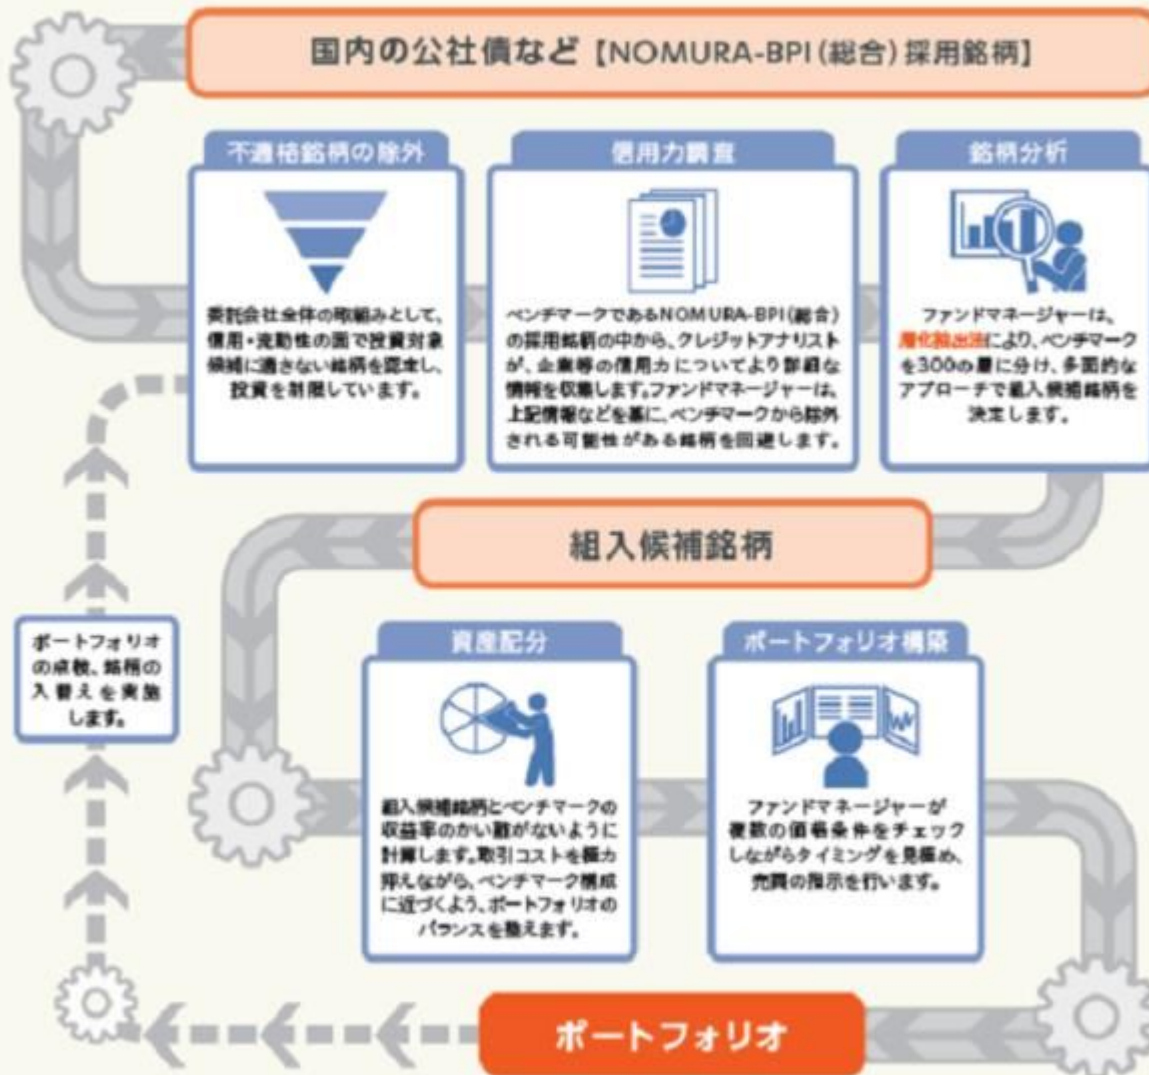 国内の公社債など【NOMURA-BPI(総合)採用銘柄】
不適格銘柄の除外
委託会社全体の取組みとして、
信用・流動性の面で投資対象
候補に適さない銘柄を認定し、
投資を制限しています。
信用力調査
ベンチマークであるNOMURA-BPI(総合)
の採用銘柄の中から、クレジットアナリスト
が、企業等の信用力についてより詳細な
情報を収集します。ファンドマネージャーは、
上記情報などを基に、ベンチマークから除外
される可能性がある銘柄を回避します。
銘柄分析
ファンドマネージャーは、
層化抽出法により、ベンチマーク
を300の層に分け、多面的な
アプローチで組入候補銘柄を
決定します。
組入候補銘柄
ポートフォリオ
の点検、銘柄の
入替えを実施
します。
資産配分
組入候補銘柄とベンチマークの
収益率のかい離がないように
計算します。取引コストを極力
抑えながら、ベンチマーク構成
に近づくよう、ポートフォリオの
バランスを整えます。
ポートフォリオ構築
ファンドマネージャーが
複数の価格条件をチェック
しながらタイミングを見極め、
売買の指示を行います。
ポートフォリオ